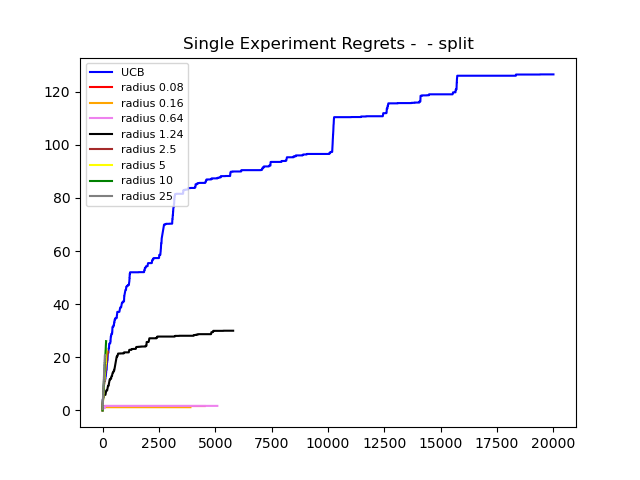 Single Experiment Regrets -  - split
UCB
radius 0.08
radius 0.16
radius 0.64
radius 1.24
radius 2.5
radius 5
radius 10
radius 25
120
100
80
60
40
20
0
0 2500 5000 7500 10000 12500 15000 17500 20000